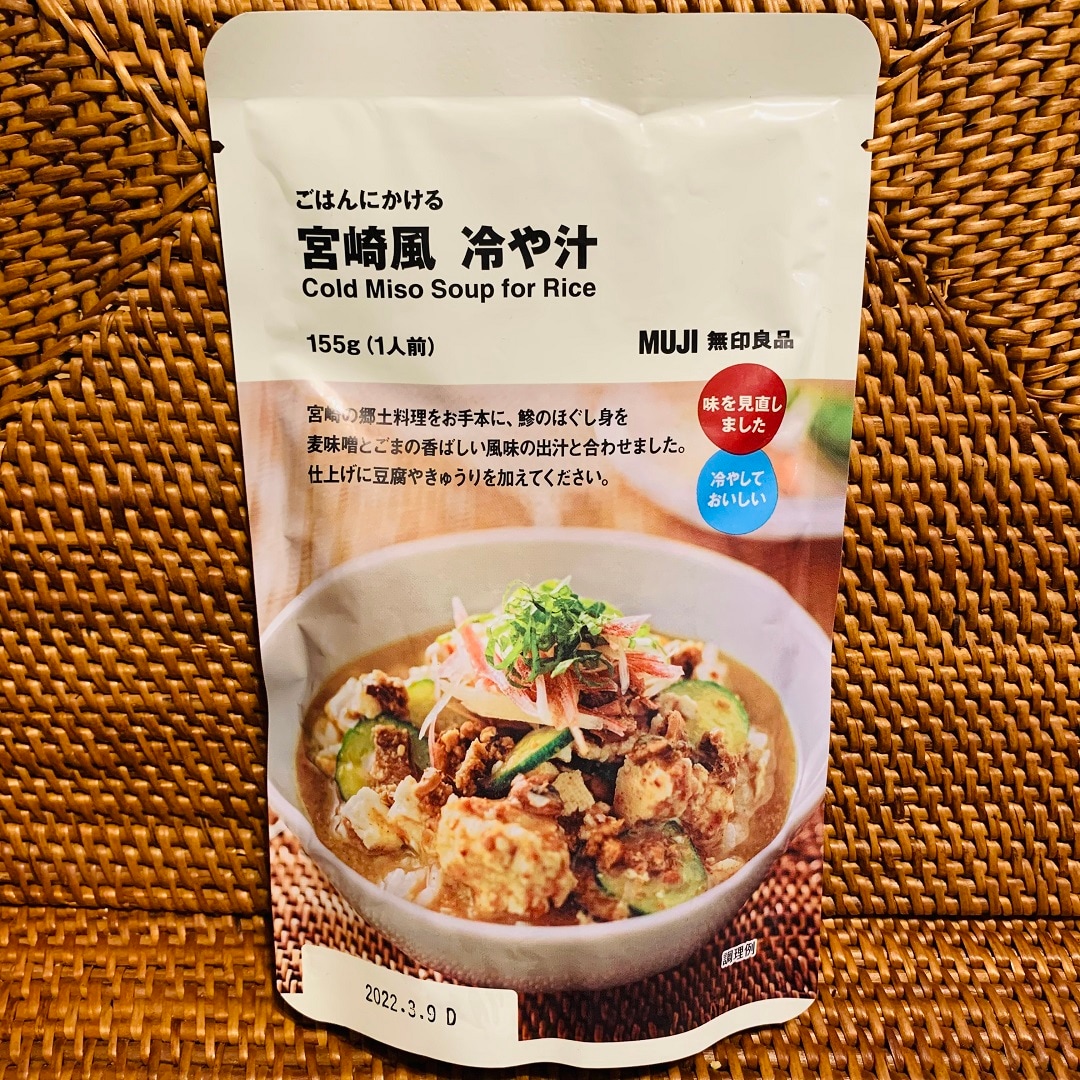 ごはんにかける
宮崎風 冷や汁
Cold Miso Soup for Rice
155g(1人前)
MUJI 無印良品
宮崎の郷土料理をお手本に、鯵のほぐし身を
麦味噌とごまの香ばしい風味の出汁と合わせました。
仕上げに豆腐やきゅうりを加えてください。
味を見直し
ました
冷やして
おいしい
調理例
2022.3.9 D